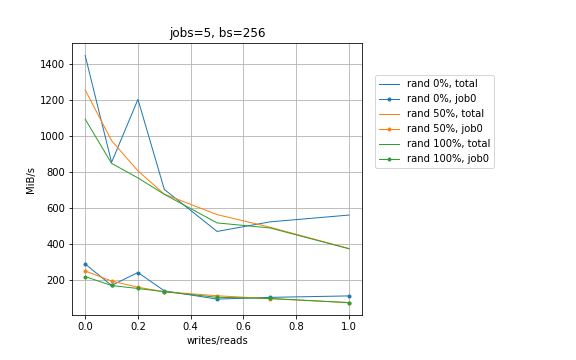 jobs=5, bs=256
MiB/s
1400
1200
1000
800
600
400
200
0.0 0.2 0.4 0.6 0.8 1.0
writes/reads
rand 0%, total
rand 0%, job0
rand 50%, total
rand 50%, job0
rand 100%, total
rand 100%, job0